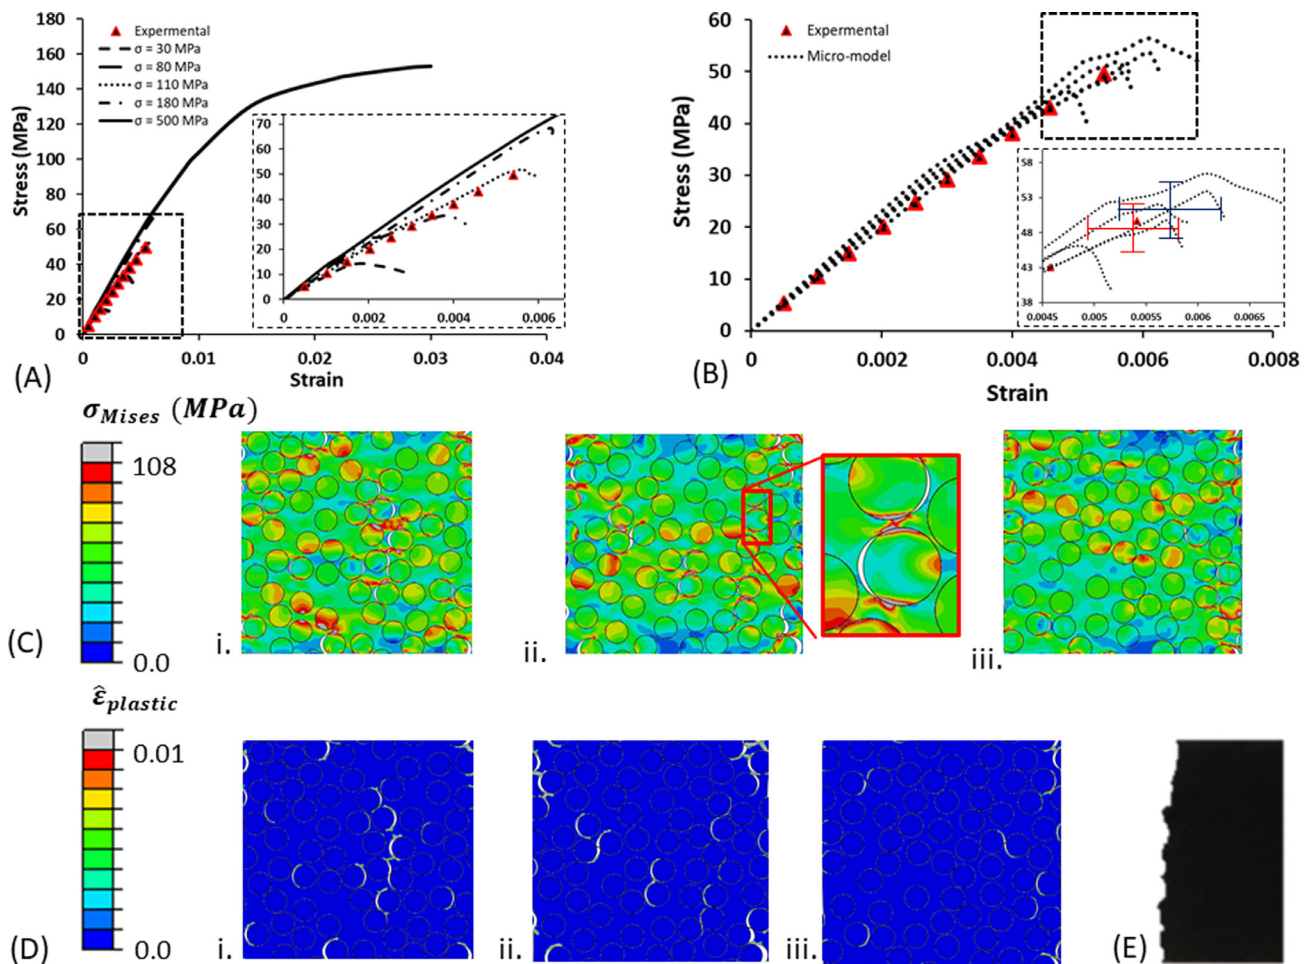 180
160
140
120
100
80
60
40
20
0
Stress (MPa)
Experimental
σ = 30 MPa
σ = 80 MPa
σ = 110 MPa
σ = 180 MPa
σ = 500 MPa
70
60
50
40
30
20
10
0
0 0.002 0.004 0.006
0 0.01 0.02 0.03 0.04
Strain
(A)
60
50
40
30
20
10
0
Stress (MPa)
Experimental
Micro-model
58
53
48
43
38
0.0045 0.005 0.0055 0.006 0.0065
0 0.002 0.004 0.006 0.008
Strain
(B)
σMises (MPa)
108
0.0
(C)
i.
ii.
iii.
ε̂plastic
0.01
0.0
(D)
i.
ii.
iii.
(E)